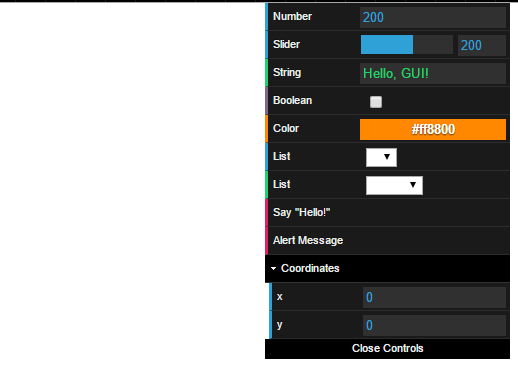 Number 200
Slider 200
String Hello, GUI!
Boolean
Color #ff8800
List
List
Say "Hello!"
Alert Message
Coordinates
x 0
y 0
Close Controls